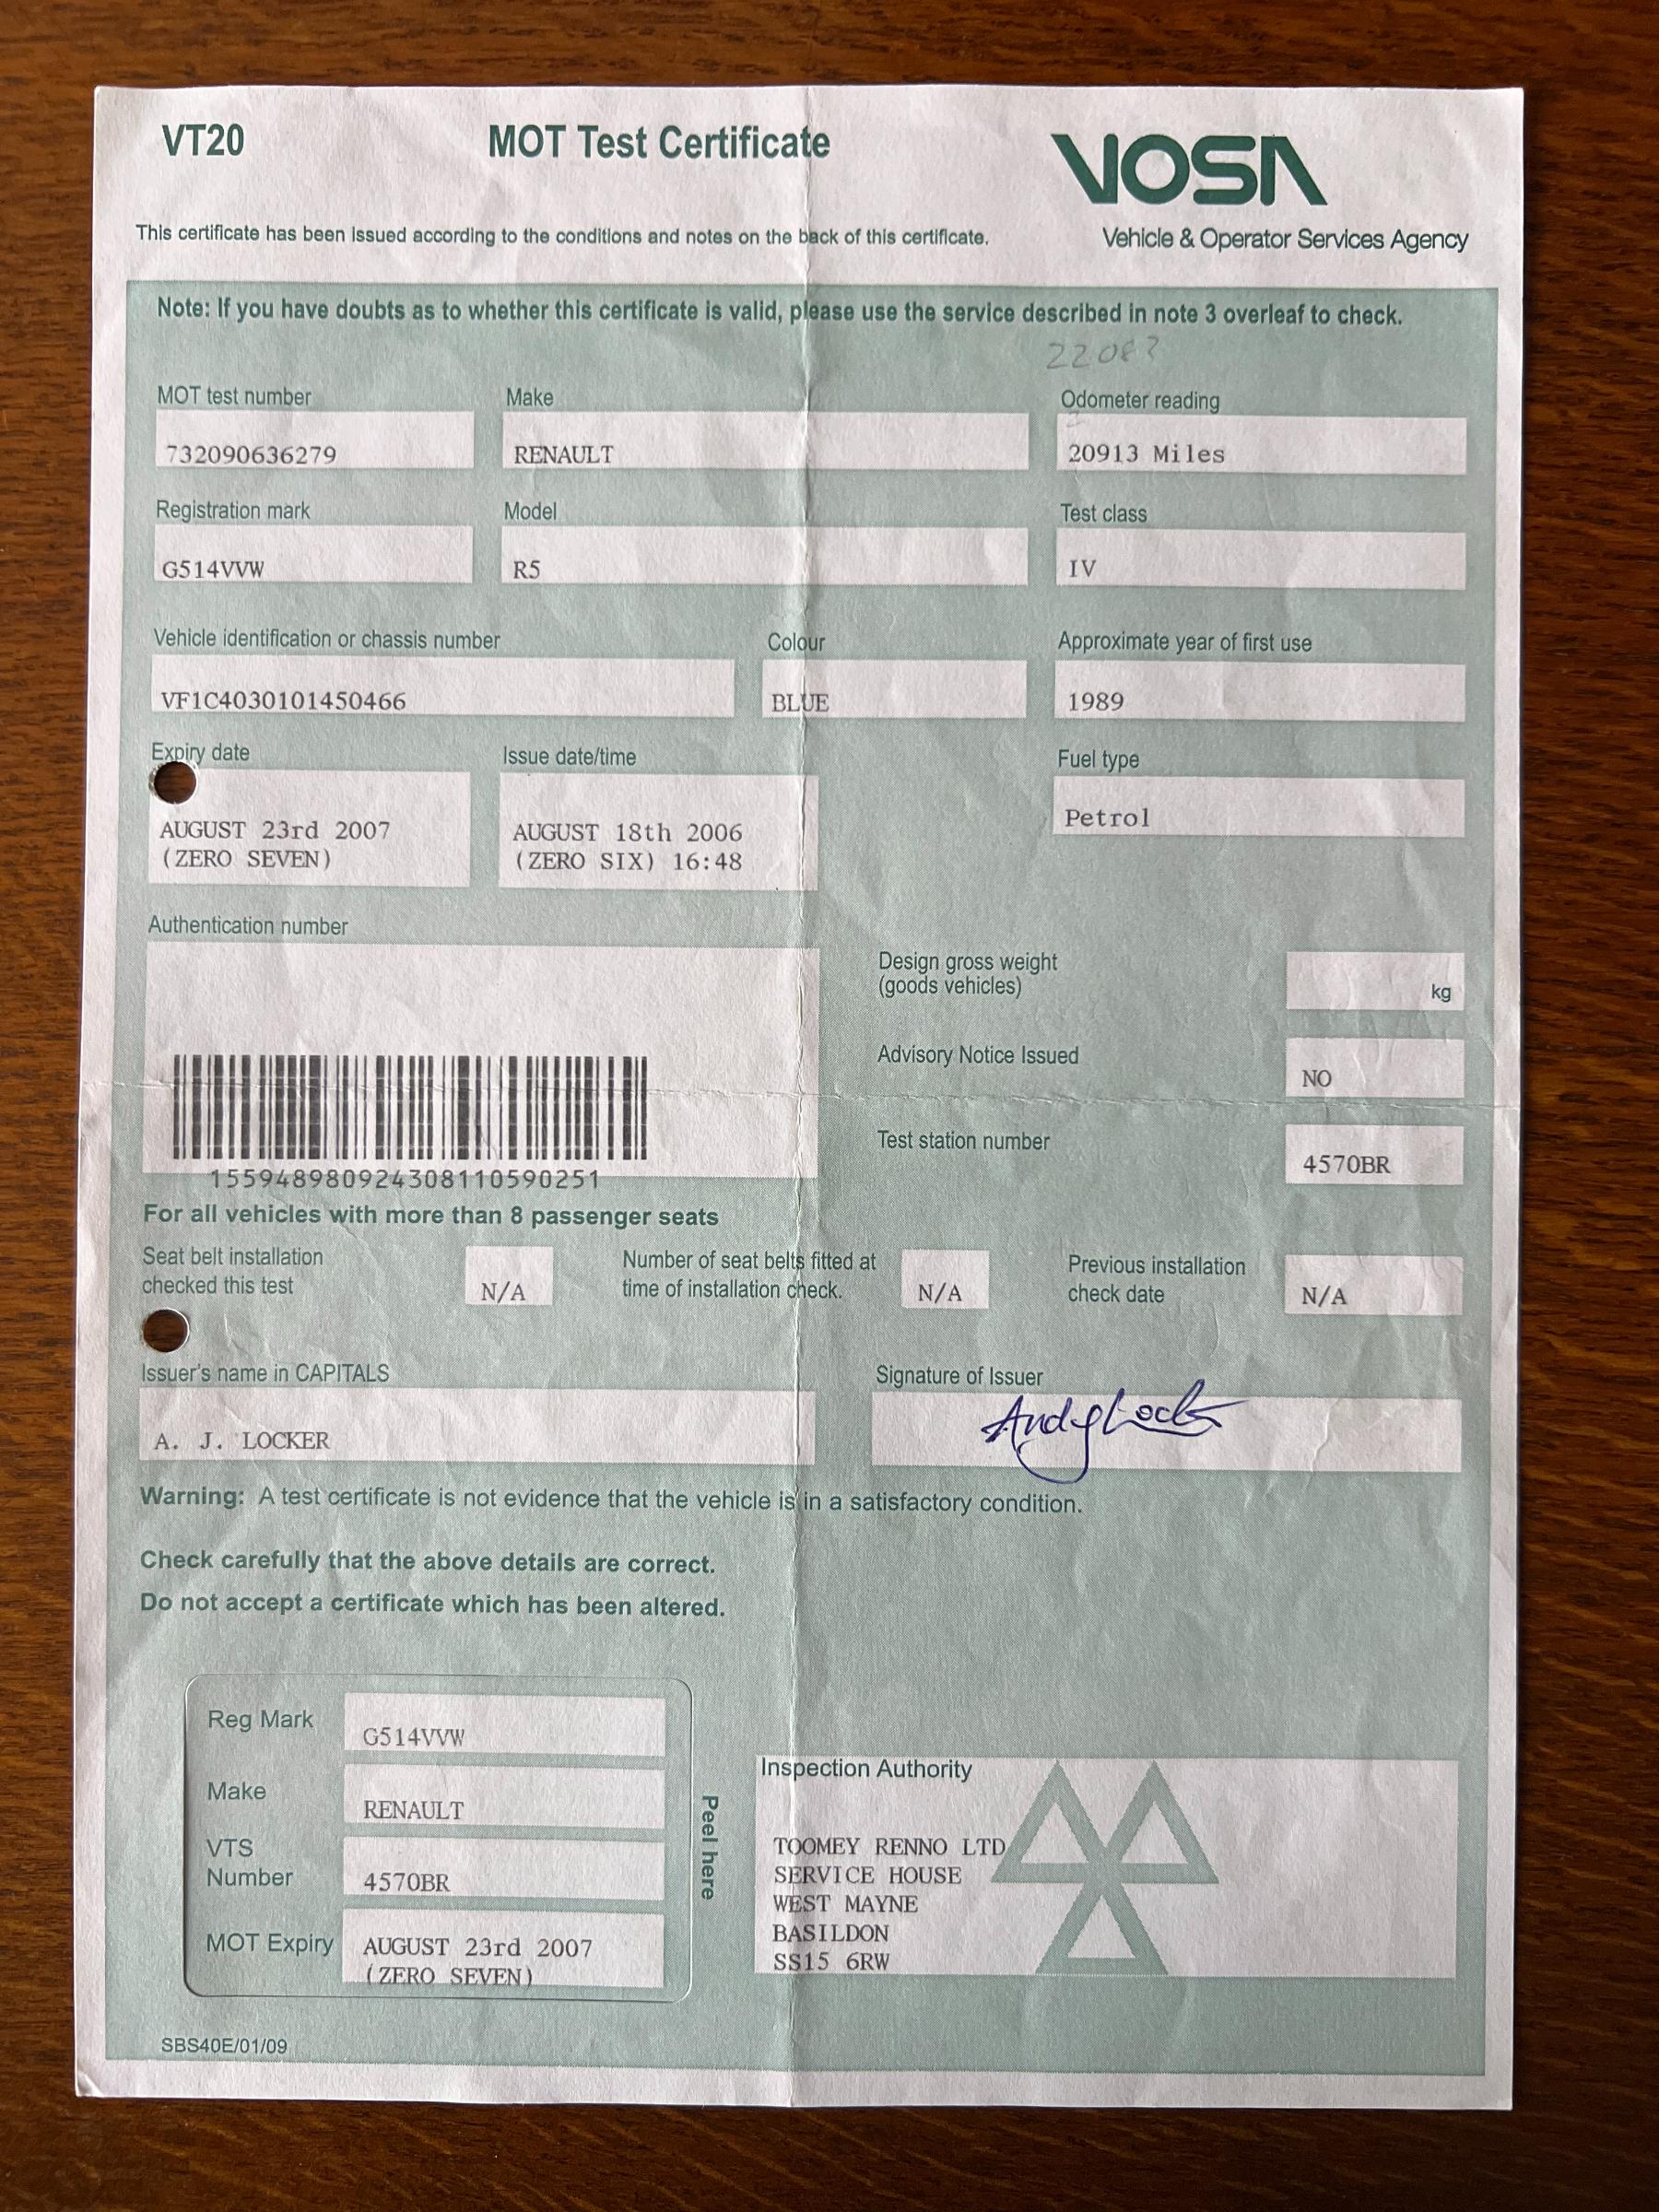 VT20
MOT Test Certificate
VOSA
Vehicle & Operator Services Agency
This certificate has been issued according to the conditions and notes on the back of this certificate.
Note: If you have doubts as to whether this certificate is valid, please use the service described in note 3 overleaf to check.
MOT test number
732090636279
Make
RENAULT
Odometer reading
20913 Miles
Registration mark
G514VVW
Model
R5
Test class
IV
Vehicle identification or chassis number
VF1C4030101450466
Colour
BLUE
Approximate year of first use
1989
Expiry date
AUGUST 23rd 2007
(ZERO SEVEN)
Issue date/time
AUGUST 18th 2006
(ZERO SIX) 16:48
Fuel type
Petrol
Authentication number
155948980924308110590251
Design gross weight
(goods vehicles)
kg
Advisory Notice Issued
NO
Test station number
4570BR
For all vehicles with more than 8 passenger seats
Seat belt installation
checked this test
N/A
Number of seat belts fitted at
time of installation check.
N/A
Previous installation
check date
N/A
Issuer's name in CAPITALS
A. J. LOCKER
Signature of Issuer
Andy Locker
Warning: A test certificate is not evidence that the vehicle is in a satisfactory condition.
Check carefully that the above details are correct.
Do not accept a certificate which has been altered.
Reg Mark
G514VVW
Make
RENAULT
VTS
Number
4570BR
MOT Expiry
AUGUST 23rd 2007
(ZERO SEVEN)
Peel here
Inspection Authority
TOOMEY RENNO LTD
SERVICE HOUSE
WEST MAYNE
BASILDON
SS15 6RW
SBS40E/01/09